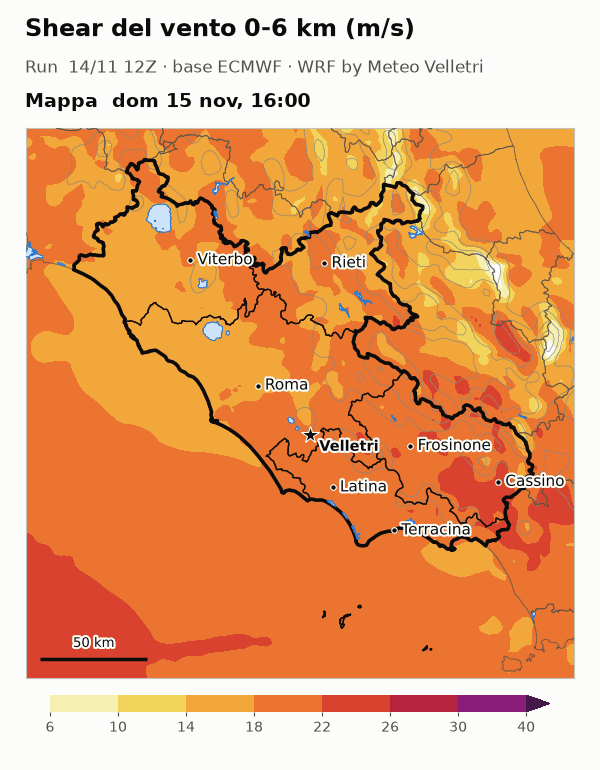 Shear del vento 0-6 km (m/s)
Run  14/11 12Z · base ECMWF · WRF by Meteo Velletri
Mappa  dom 15 nov, 16:00
Viterbo
Rieti
Roma
Velletri
Frosinone
Cassino
Latina
Terracina
50 km
6 10 14 18 22 26 30 40